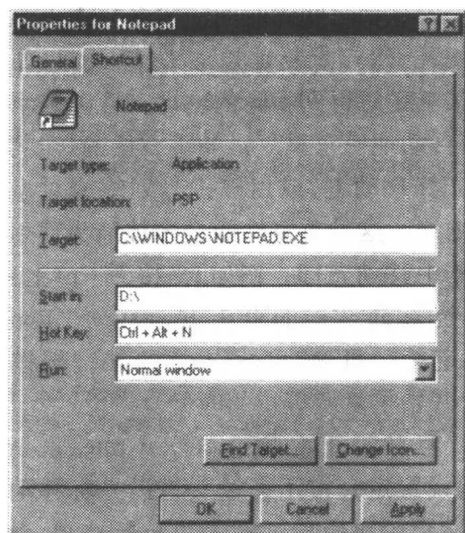 Properties for Notepad
General Shortcut
Notepad
Target type: Application
Target location: PSP
Target: C:\WINDOWS\NOTEPAD.EXE
Start in: D:\
Hot Key: Ctrl + Alt + N
Run: Normal window
Find Target... Change Icon...
OK Cancel Apply